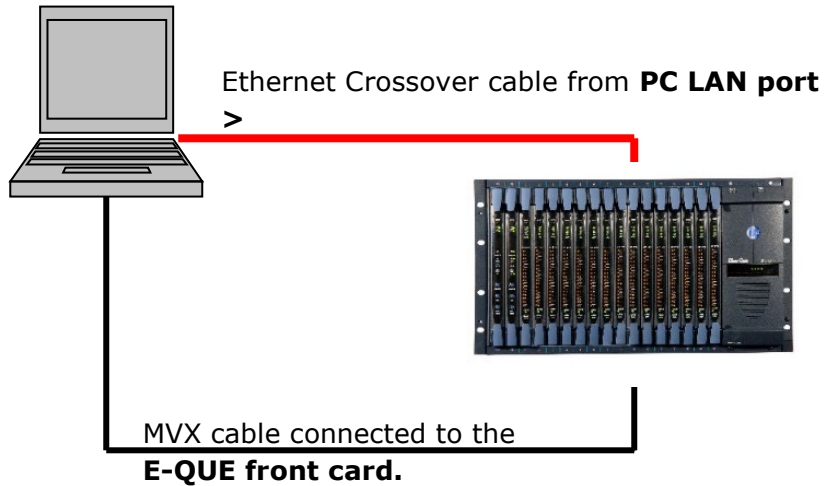 Ethernet Crossover cable from PC LAN port
>
MVX cable connected to the
E-QUE front card.